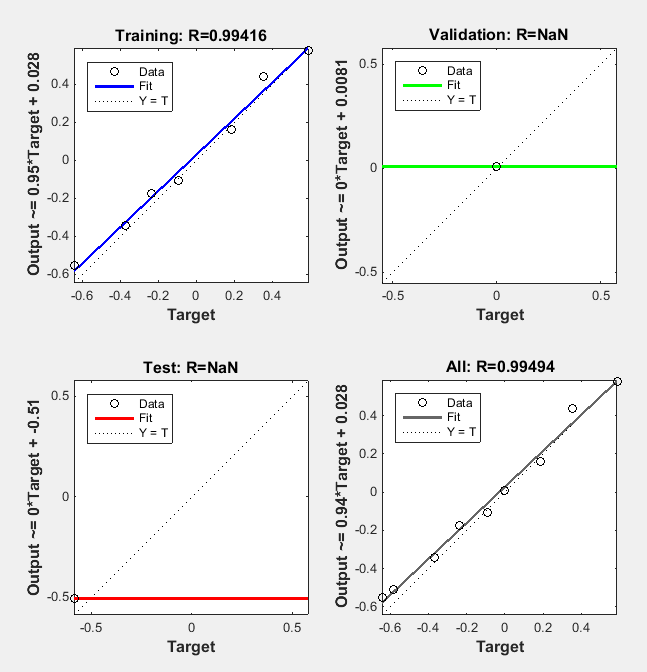 Training: R=0.99416
Output ~= 0.95*Target + 0.028
Data
Fit
Y = T
0.4
0.2
0
-0.2
-0.4
-0.6
-0.6 -0.4 -0.2 0 0.2 0.4
Target
Validation: R=NaN
Output ~= 0*Target + 0.0081
Data
Fit
Y = T
0.5
0
-0.5
-0.5 0 0.5
Target
Test: R=NaN
Output ~= 0*Target + -0.51
Data
Fit
Y = T
0.5
0
-0.5
-0.5 0 0.5
Target
All: R=0.99494
Output ~= 0.94*Target + 0.028
Data
Fit
Y = T
0.4
0.2
0
-0.2
-0.4
-0.6
-0.6 -0.4 -0.2 0 0.2 0.4
Target